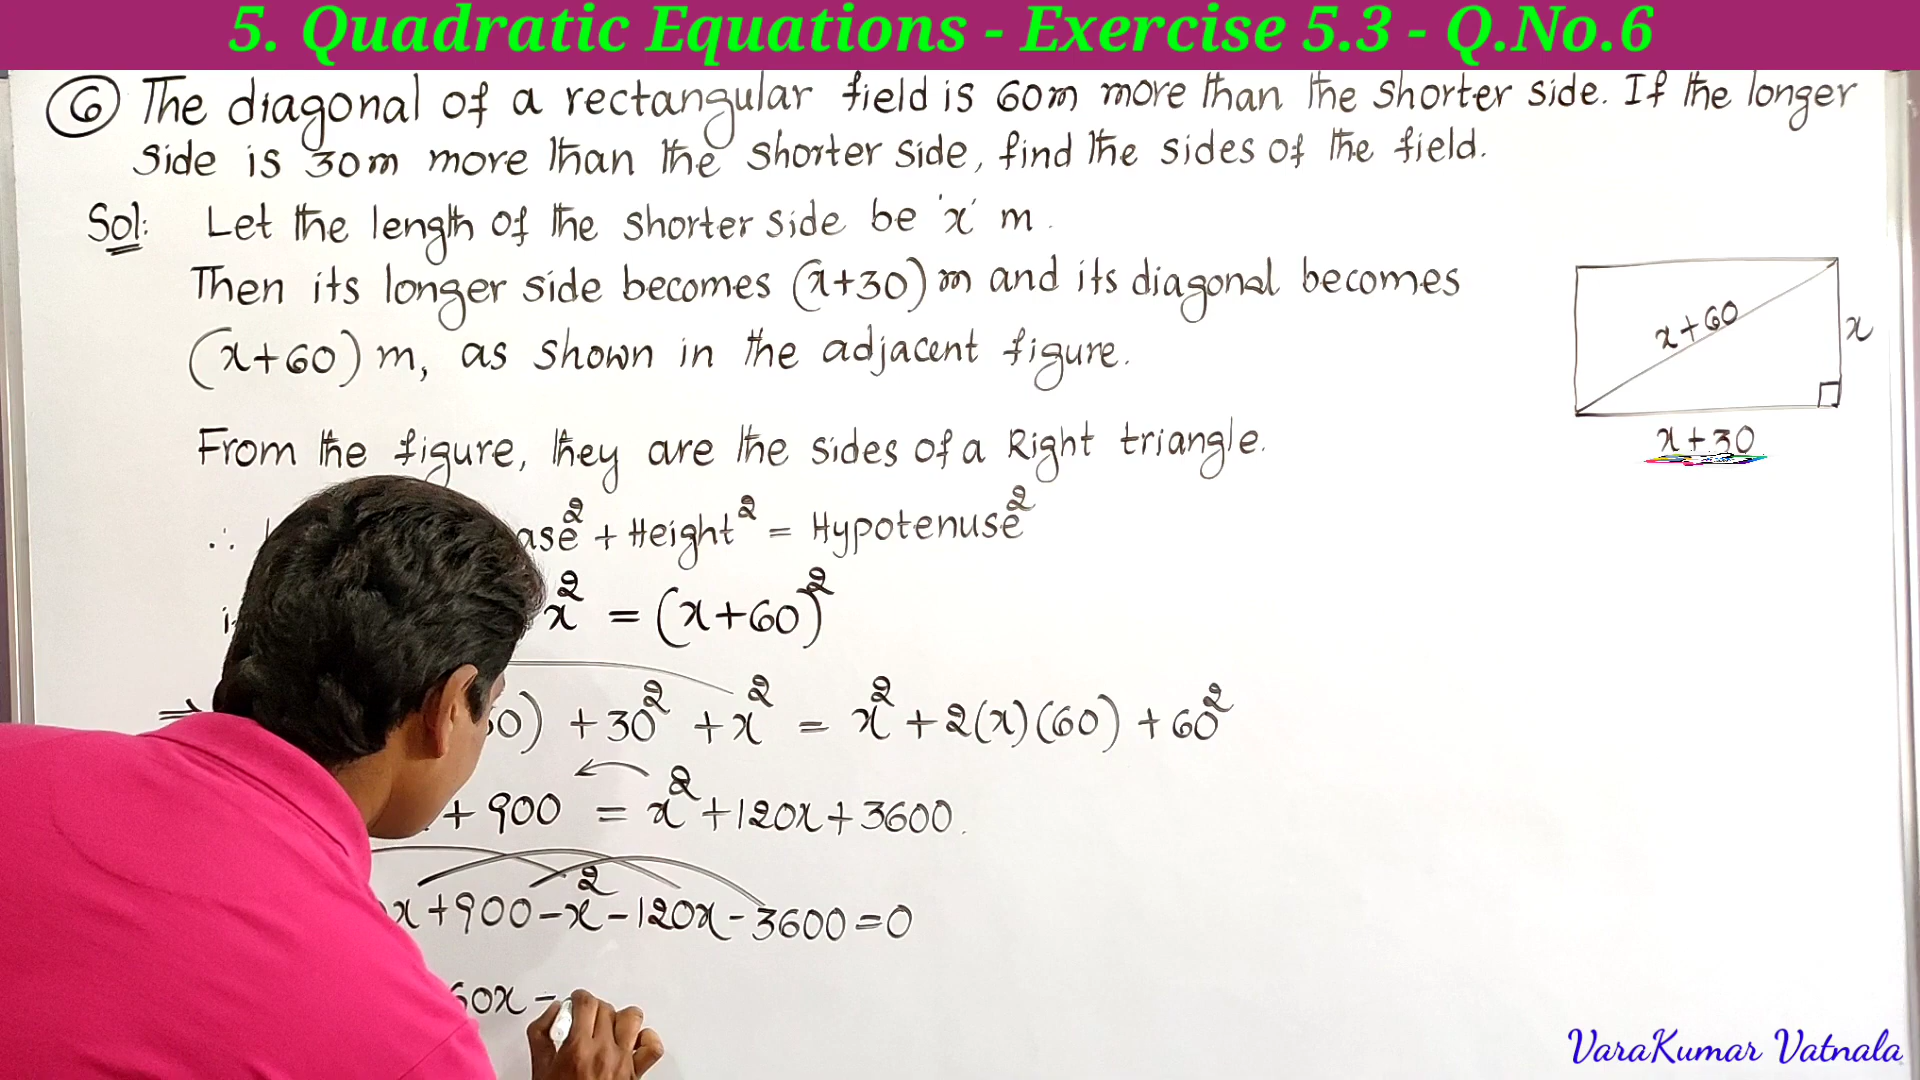 5. Quadratic Equations - Exercise 5.3 - Q.No.6
⑥ The diagonal of a rectangular field is 60m more than the shorter side. If the longer
side is 30m more than the shorter side, find the sides of the field.
Sol: Let the length of the shorter side be 'x' m.
Then its longer side becomes (x+30) m and its diagonal becomes
(x+60) m, as shown in the adjacent figure.
x+60
x
x+30
From the figure, they are the sides of a Right triangle.
∴ + Height² = Hypotenuse²
x² = (x+60)²
⇒ 0) + 30² + x² = x² + 2(x)(60) + 60²
+ 900 = x² + 120x + 3600.
x + 900 - x² - 120x - 3600 = 0
60x -
VaraKumar Vatnala